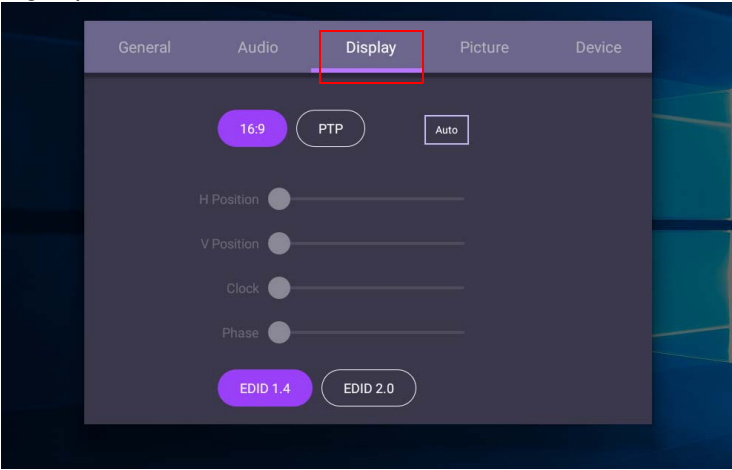 General Audio Display Picture Device
16:9 PTP Auto
H Position
V Position
Clock
Phase
EDID 1.4 EDID 2.0